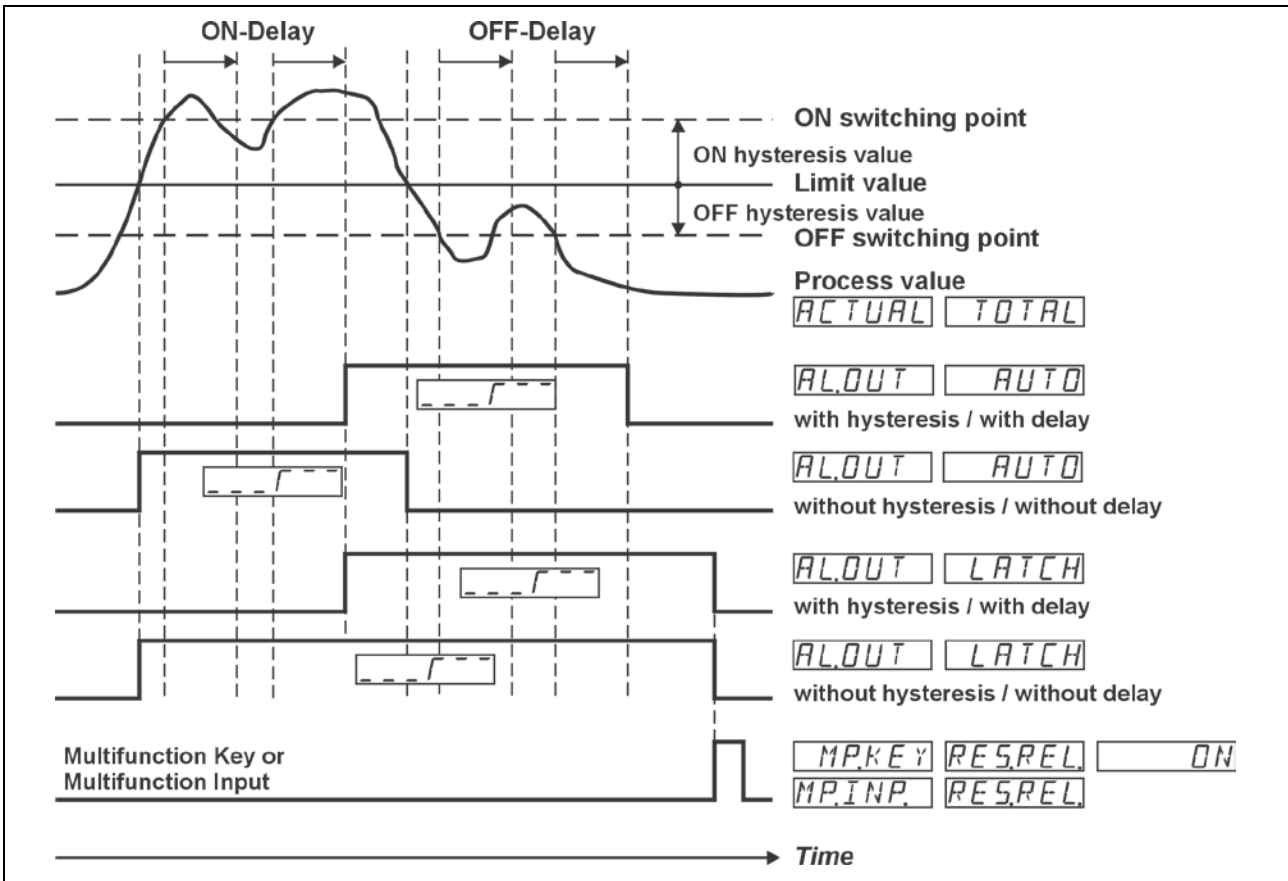 ON-Delay OFF-Delay
ON switching point
ON hysteresis value
Limit value
OFF hysteresis value
OFF switching point
Process value
ACTUAL TOTAL
AL.OUT AUTO
with hysteresis / with delay
AL.OUT AUTO
without hysteresis / without delay
AL.OUT LATCH
with hysteresis / with delay
AL.OUT LATCH
without hysteresis / without delay
Multifunction Key or
Multifunction Input
MP.KEY RES.REL. ON
MP.INP. RES.REL.
Time